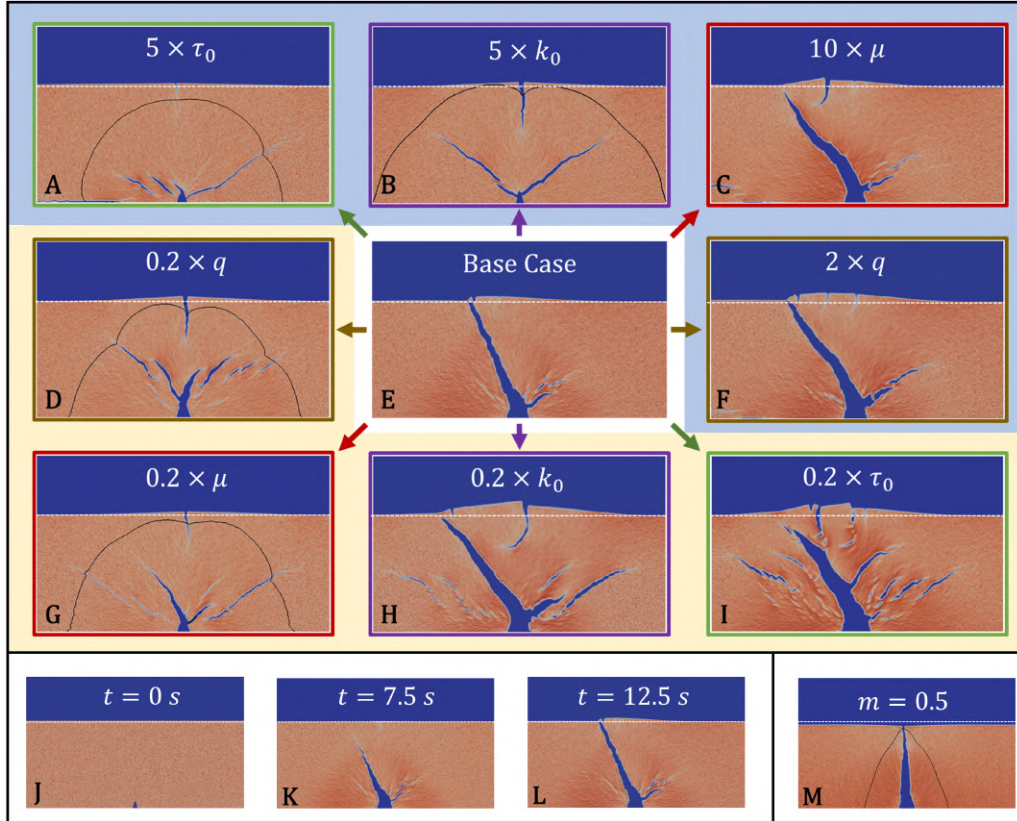 5 × τ₀
5 × k₀
10 × μ
A
B
C
0.2 × q
Base Case
2 × q
D
E
F
0.2 × μ
0.2 × k₀
0.2 × τ₀
G
H
I
t = 0 s
t = 7.5 s
t = 12.5 s
m = 0.5
J
K
L
M